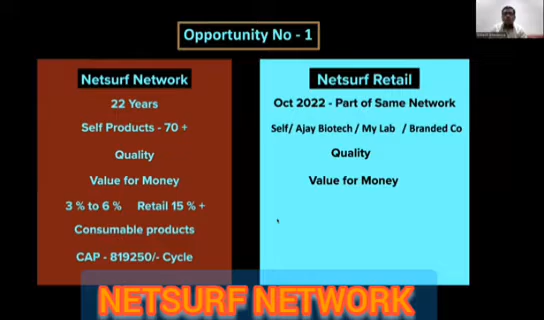 Opportunity No - 1
Netsurf Network
22 Years
Self Products - 70 +
Quality
Value for Money
3 % to 6 % Retail 15 % +
Consumable products
CAP - 819250/- Cycle
Netsurf Retail
Oct 2022 - Part of Same Network
Self/ Ajay Biotech / My Lab / Branded Co
Quality
Value for Money
NETSURF NETWORK